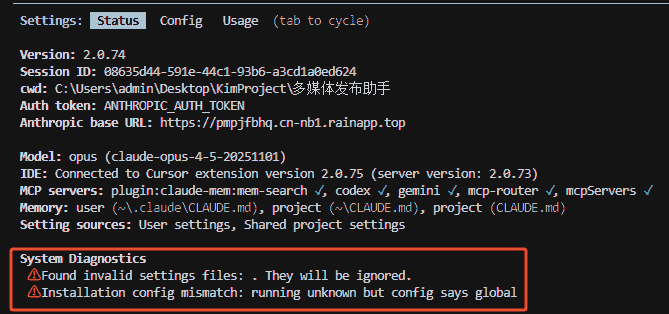 Settings: Status Config Usage (tab to cycle)
Version: 2.0.74
Session ID: 08635d44-591e-44c1-93b6-a3cd1a0ed624
cwd: C:\Users\admin\Desktop\KimProject\多媒体发布助手
Auth token: ANTHROPIC_AUTH_TOKEN
Anthropic base URL: https://pmpjfbhq.cn-nb1.rainapp.top
Model: opus (claude-opus-4-5-20251101)
IDE: Connected to Cursor extension version 2.0.75 (server version: 2.0.73)
MCP servers: plugin:claude-mem:mem-search ✓, codex ✓, gemini ✓, mcp-router ✓, mcpServers ✓
Memory: user (~\.claude\CLAUDE.md), project (~\CLAUDE.md), project (CLAUDE.md)
Setting sources: User settings, Shared project settings
System Diagnostics
⚠Found invalid settings files: . They will be ignored.
⚠Installation config mismatch: running unknown but config says global